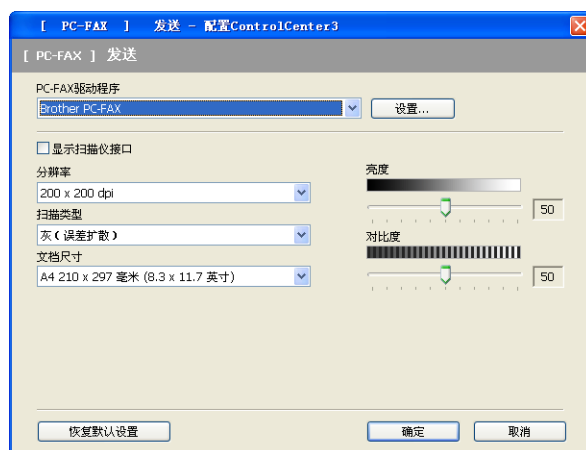 [ PC-FAX ] 发送 - 配置ControlCenter3
[ PC-FAX ] 发送
PC-FAX驱动程序
Brother PC-FAX
设置...
显示扫描仪接口
分辨率
200 x 200 dpi
扫描类型
灰（误差扩散）
文档尺寸
A4 210 x 297 毫米 (8.3 x 11.7 英寸)
亮度
50
对比度
50
恢复默认设置
确定
取消